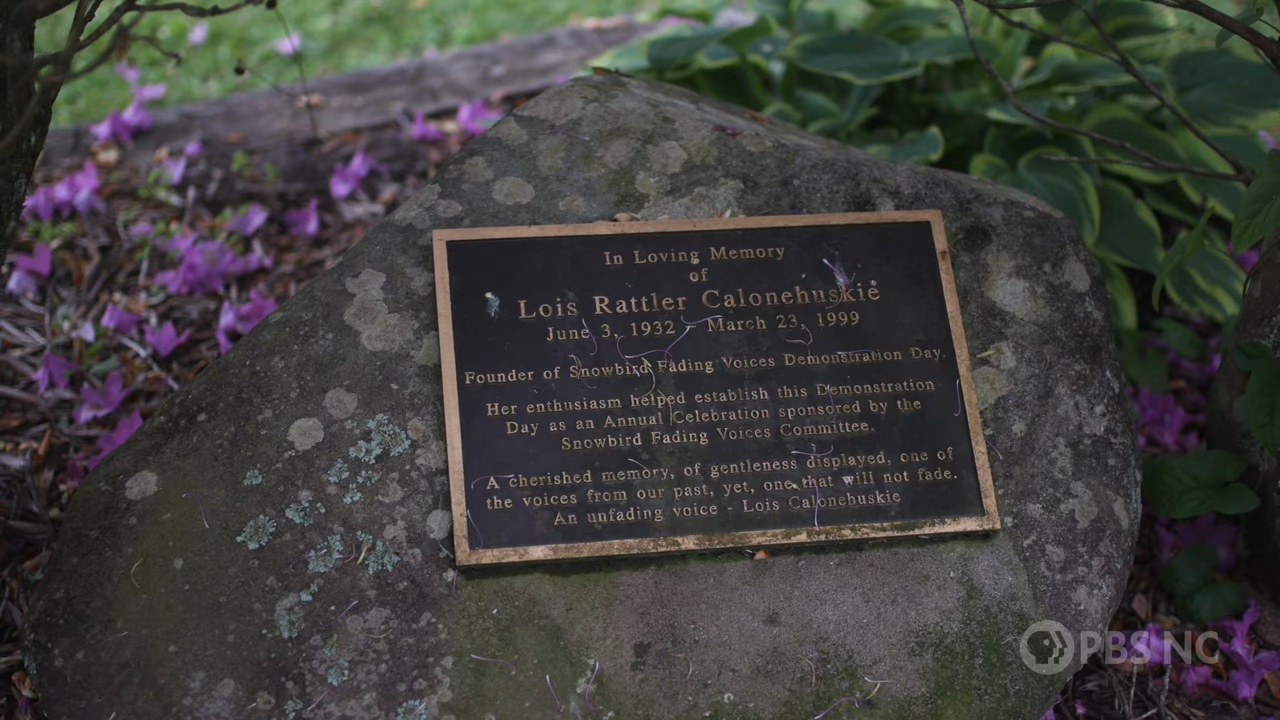 In Loving Memory
of
Lois Rattler Calonehuskie
June 3, 1932 - March 23, 1999
Founder of Snowbird Fading Voices Demonstration Day.
Her enthusiasm helped establish this Demonstration
Day as an Annual Celebration sponsored by the
Snowbird Fading Voices Committee.
A cherished memory, of gentleness displayed, one of
the voices from our past, yet, one that will not fade.
An unfading voice - Lois Calonehuskie
PBS NC